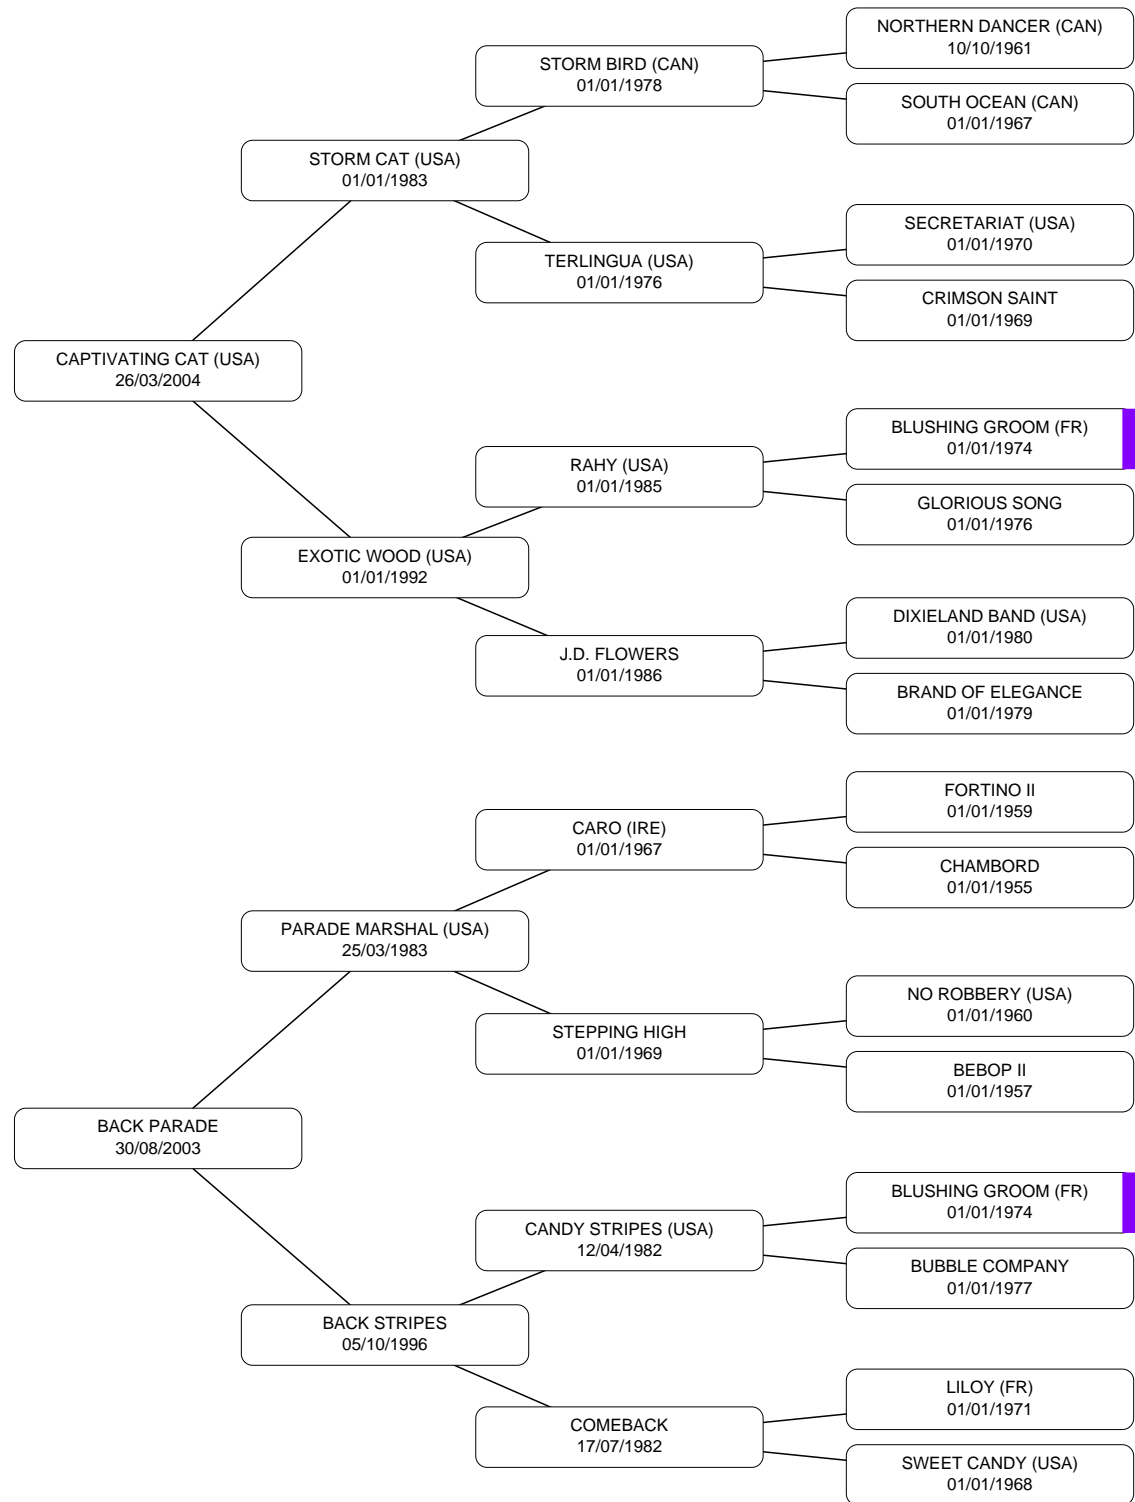 NORTHERN DANCER (CAN)
10/10/1961
STORM BIRD (CAN)
01/01/1978
SOUTH OCEAN (CAN)
01/01/1967
STORM CAT (USA)
01/01/1983
SECRETARIAT (USA)
01/01/1970
TERLINGUA (USA)
01/01/1976
CRIMSON SAINT
01/01/1969
CAPTIVATING CAT (USA)
26/03/2004
BLUSHING GROOM (FR)
01/01/1974
RAHY (USA)
01/01/1985
GLORIOUS SONG
01/01/1976
EXOTIC WOOD (USA)
01/01/1992
DIXIELAND BAND (USA)
01/01/1980
J.D. FLOWERS
01/01/1986
BRAND OF ELEGANCE
01/01/1979
FORTINO II
01/01/1959
CARO (IRE)
01/01/1967
CHAMBORD
01/01/1955
PARADE MARSHAL (USA)
25/03/1983
NO ROBBERY (USA)
01/01/1960
STEPPING HIGH
01/01/1969
BEBOP II
01/01/1957
BACK PARADE
30/08/2003
BLUSHING GROOM (FR)
01/01/1974
CANDY STRIPES (USA)
12/04/1982
BUBBLE COMPANY
01/01/1977
BACK STRIPES
05/10/1996
LILOY (FR)
01/01/1971
COMEBACK
17/07/1982
SWEET CANDY (USA)
01/01/1968